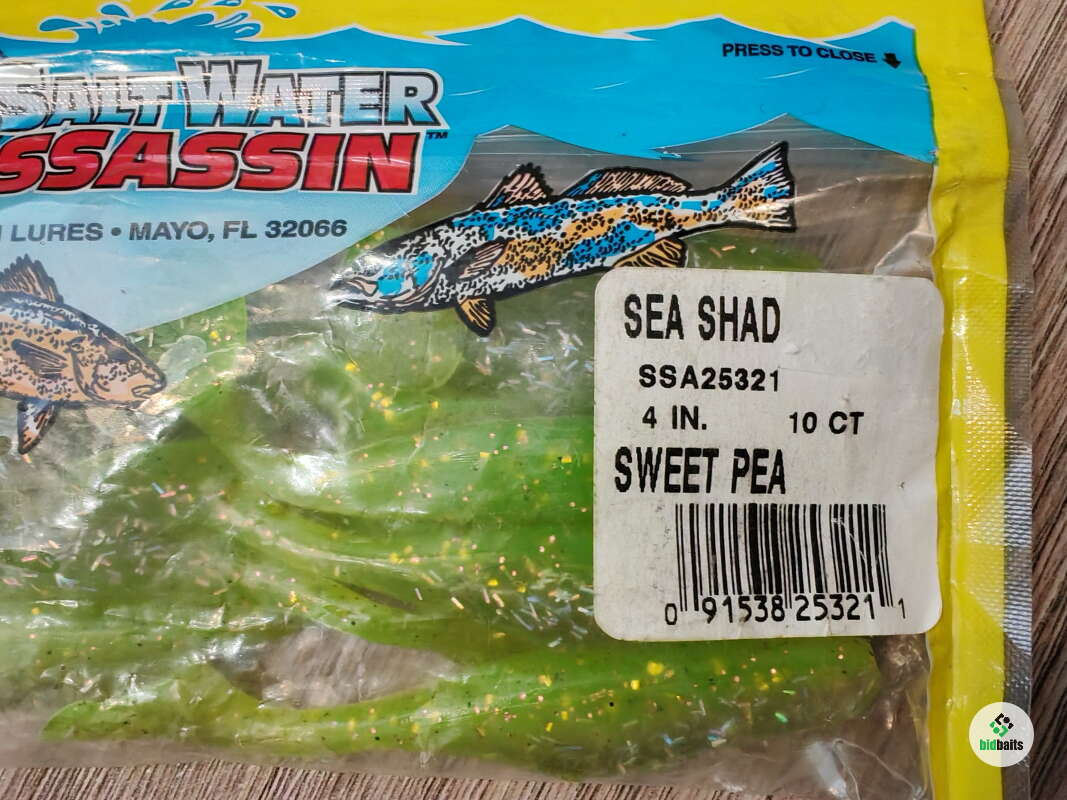 PRESS TO CLOSE
SALT WATER
SSASSIN™
LURES • MAYO, FL 32066
SEA SHAD
SSA25321
4 IN. 10 CT
SWEET PEA
0 91538 25321 1
bidbaits